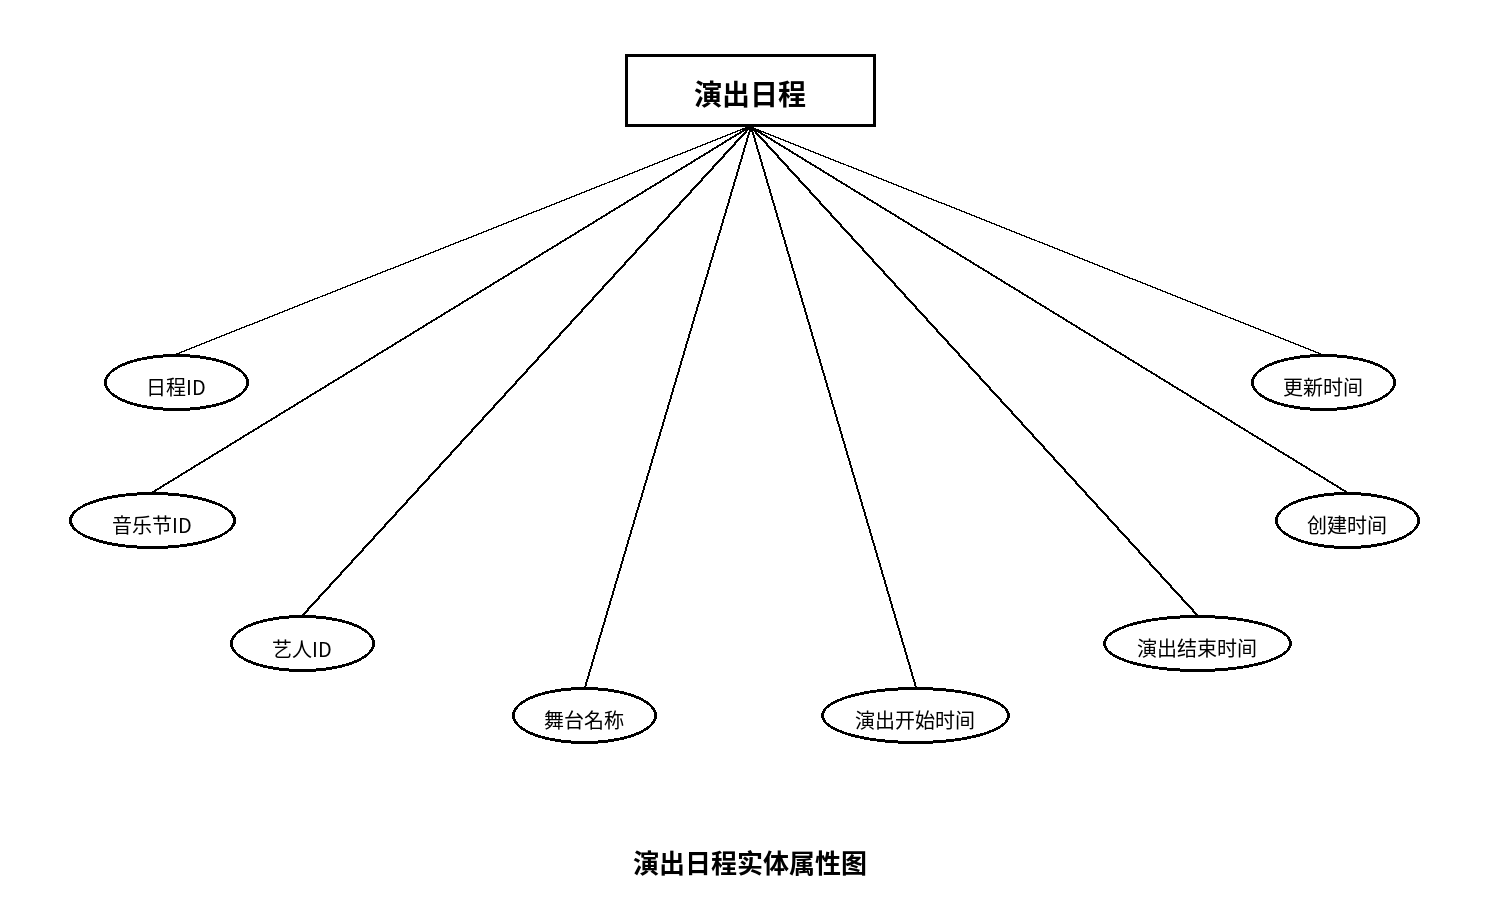 演出日程
日程ID
更新时间
音乐节ID
创建时间
艺人ID
演出结束时间
舞台名称
演出开始时间
演出日程实体属性图